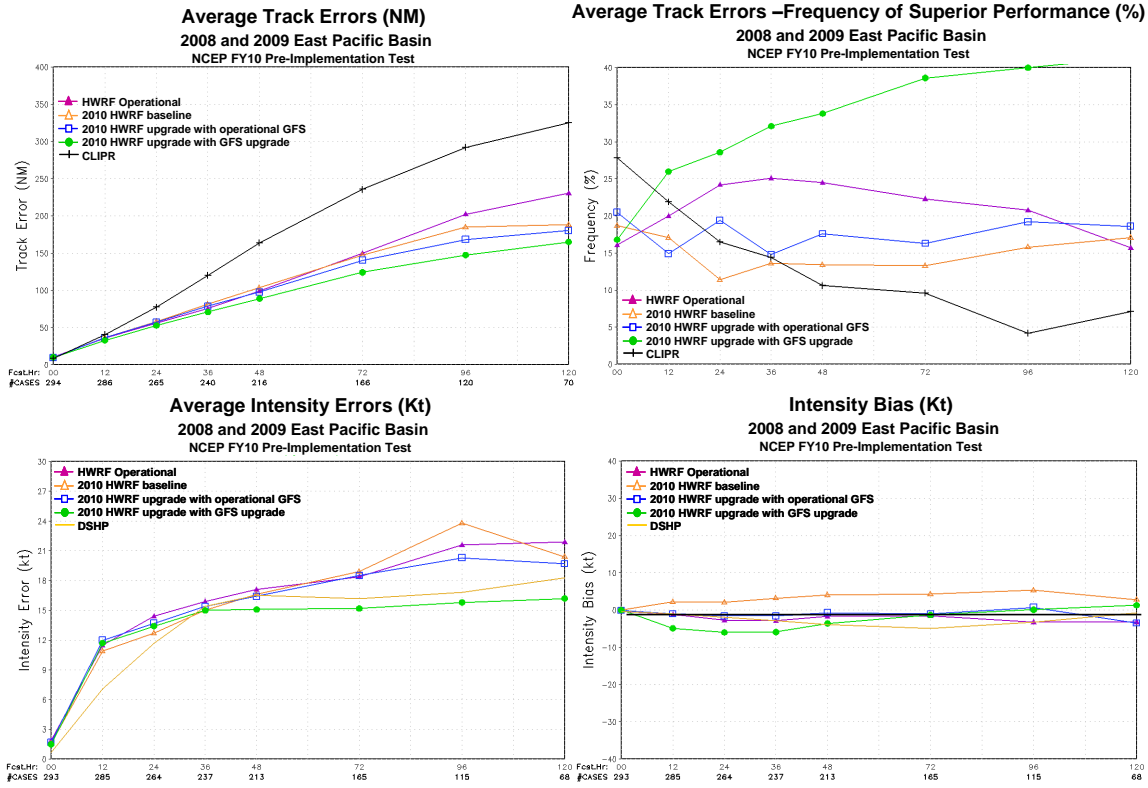 Average Track Errors (NM)
2008 and 2009 East Pacific Basin
NCEP FY10 Pre-Implementation Test
400
350
300
250
200
150
100
50
0
Track Error (NM)
HWRF Operational
2010 HWRF baseline
2010 HWRF upgrade with operational GFS
2010 HWRF upgrade with GFS upgrade
CLIPR
Fcst.Hr: 00 12 24 36 48 72 96 120
#CASES 294 286 265 240 216 166 120 70
Average Track Errors –Frequency of Superior Performance (%)
2008 and 2009 East Pacific Basin
NCEP FY10 Pre-Implementation Test
40
35
30
25
20
15
10
5
0
Frequency (%)
HWRF Operational
2010 HWRF baseline
2010 HWRF upgrade with operational GFS
2010 HWRF upgrade with GFS upgrade
CLIPR
00 12 24 36 48 72 96 120
Average Intensity Errors (Kt)
2008 and 2009 East Pacific Basin
NCEP FY10 Pre-Implementation Test
30
27
24
21
18
15
12
9
6
3
0
Intensity Error (kt)
HWRF Operational
2010 HWRF baseline
2010 HWRF upgrade with operational GFS
2010 HWRF upgrade with GFS upgrade
DSHP
Fcst.Hr: 00 12 24 36 48 72 96 120
#CASES 293 285 264 237 213 165 115 68
Intensity Bias (Kt)
2008 and 2009 East Pacific Basin
NCEP FY10 Pre-Implementation Test
40
30
20
10
0
-10
-20
-30
-40
Intensity Bias (kt)
HWRF Operational
2010 HWRF baseline
2010 HWRF upgrade with operational GFS
2010 HWRF upgrade with GFS upgrade
DSHP
Fcst.Hr: 00 12 24 36 48 72 96 120
#CASES 293 285 264 237 213 165 115 68